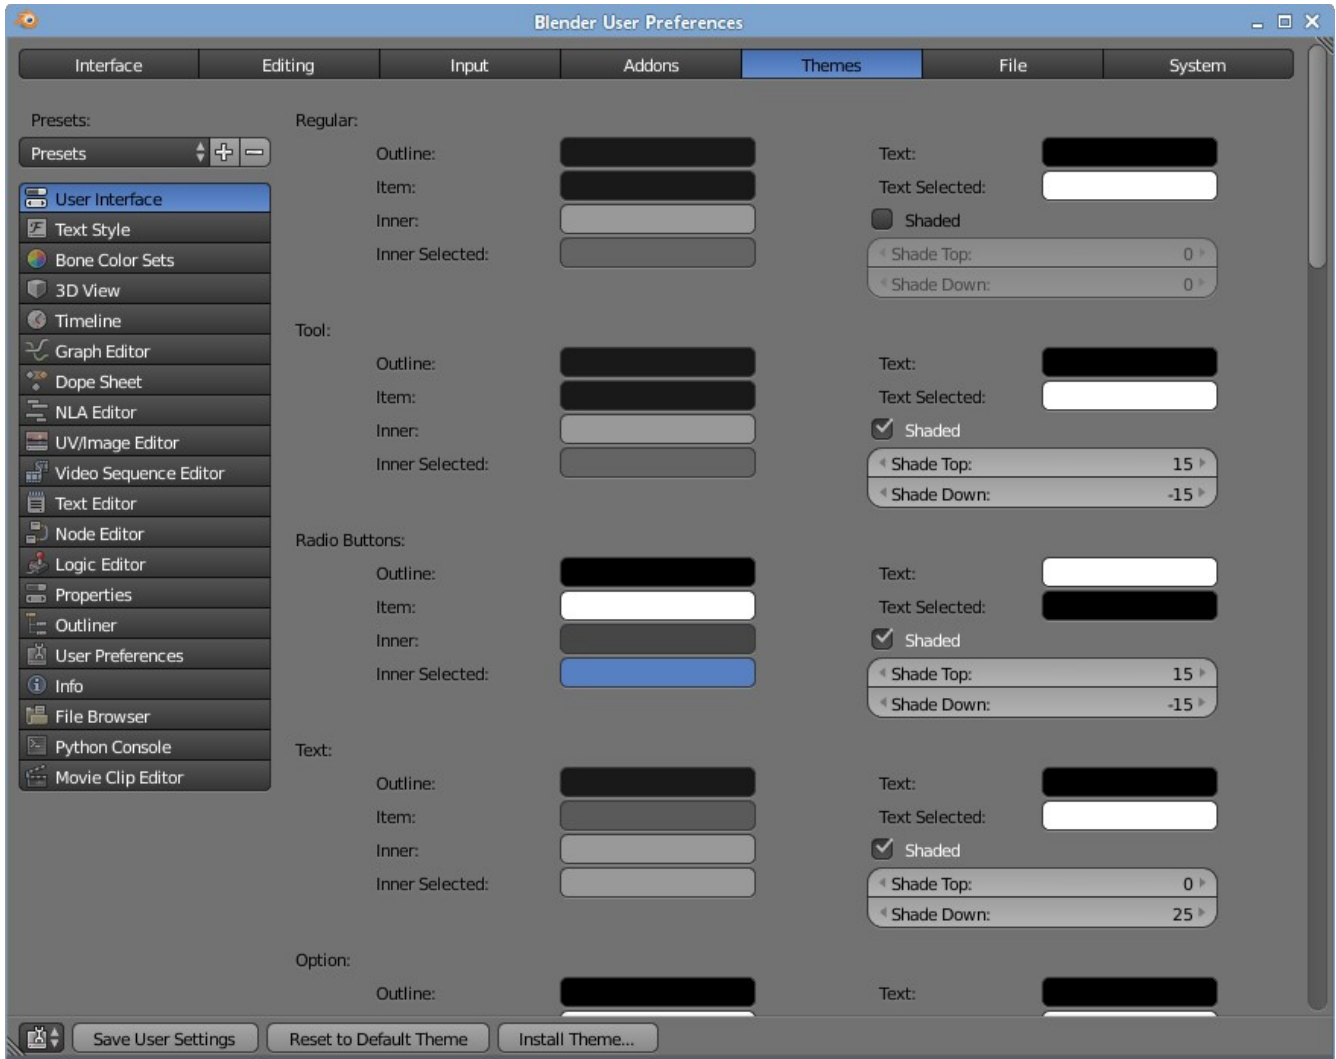 Blender User Preferences
Interface Editing Input Addons Themes File System
Presets:
Presets
User Interface
Text Style
Bone Color Sets
3D View
Timeline
Graph Editor
Dope Sheet
NLA Editor
UV/Image Editor
Video Sequence Editor
Text Editor
Node Editor
Logic Editor
Properties
Outliner
User Preferences
Info
File Browser
Python Console
Movie Clip Editor
Regular:
Outline:
Item:
Inner:
Inner Selected:
Text:
Text Selected:
Shaded
Shade Top: 0
Shade Down: 0
Tool:
Outline:
Item:
Inner:
Inner Selected:
Text:
Text Selected:
Shaded
Shade Top: 15
Shade Down: -15
Radio Buttons:
Outline:
Item:
Inner:
Inner Selected:
Text:
Text Selected:
Shaded
Shade Top: 15
Shade Down: -15
Text:
Outline:
Item:
Inner:
Inner Selected:
Text:
Text Selected:
Shaded
Shade Top: 0
Shade Down: 25
Option:
Outline:
Text:
Save User Settings Reset to Default Theme Install Theme...